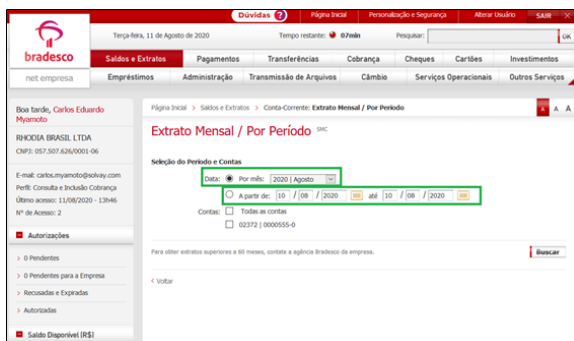 Dúvidas ?
Página Inicial
Personalização e Segurança
Alterar Usuário
SAIR X
Terça-feira, 11 de Agosto de 2020
Tempo restante: 07min
Pesquisar:
OK
bradesco
net empresa
Saldos e Extratos
Pagamentos
Transferências
Cobrança
Cheques
Cartões
Investimentos
Empréstimos
Administração
Transmissão de Arquivos
Câmbio
Serviços Operacionais
Outros Serviços
Boa tarde, Carlos Eduardo
Myamoto
RHODIA BRASIL LTDA
CNPJ: 057.507.626/0001-06
E-mail: carlos.myamoto@solvay.com
Perfil: Consulta e Inclusão Cobrança
Último acesso: 11/08/2020 - 13h46
Nº de Acesso: 2
Autorizações
> 0 Pendentes
> 0 Pendentes para a Empresa
> Recusadas e Expiradas
> Autorizadas
Saldo Disponível (R$)
Página Inicial > Saldos e Extratos > Conta-Corrente: Extrato Mensal / Por Período
A A A
Extrato Mensal / Por Período SMC
Seleção do Período e Contas
Data: Por mês: 2020 | Agosto
A partir de: 10 / 08 / 2020 até 10 / 08 / 2020
Contas: Todas as contas
02372 | 0000555-0
Para obter extratos superiores a 60 meses, contate a agência Bradesco da empresa.
Buscar
< Voltar